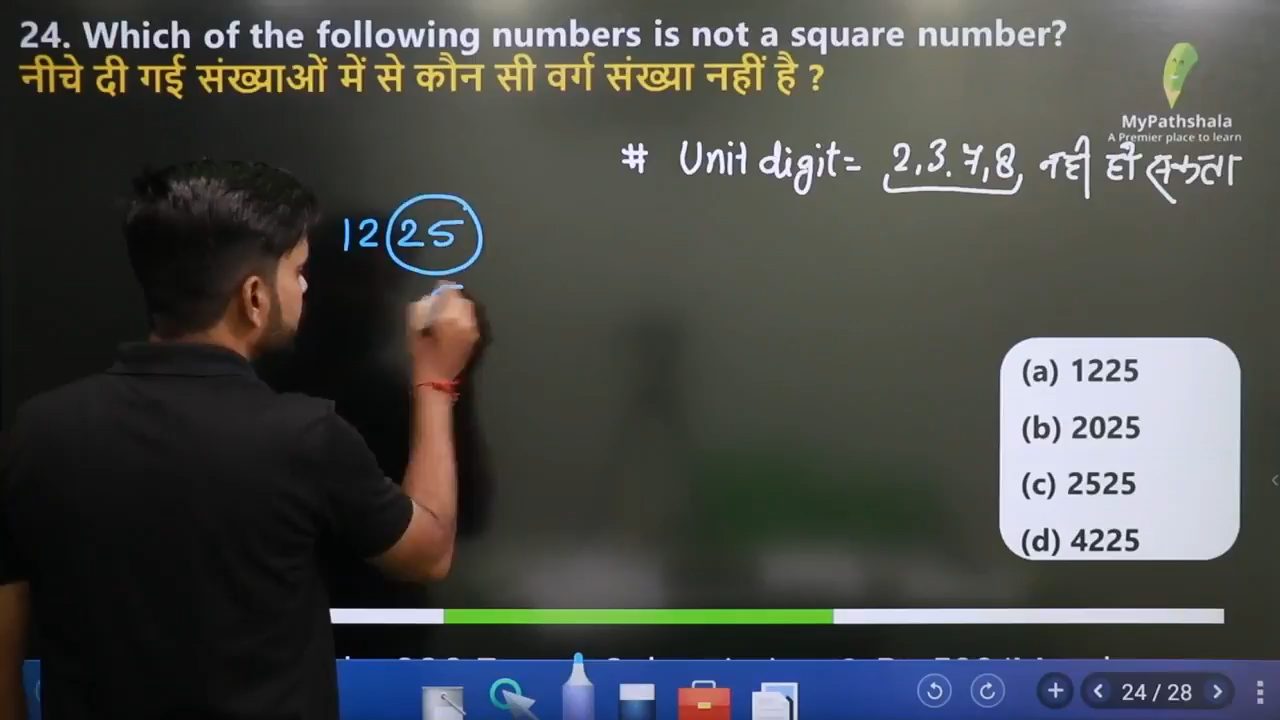 24. Which of the following numbers is not a square number?
नीचे दी गई संख्याओं में से कौन सी वर्ग संख्या नहीं है ?
MyPathshala
A Premier place to learn
# Unit digit = 2,3.7,8 नही हो सकता
1225
(a) 1225
(b) 2025
(c) 2525
(d) 4225
24 / 28